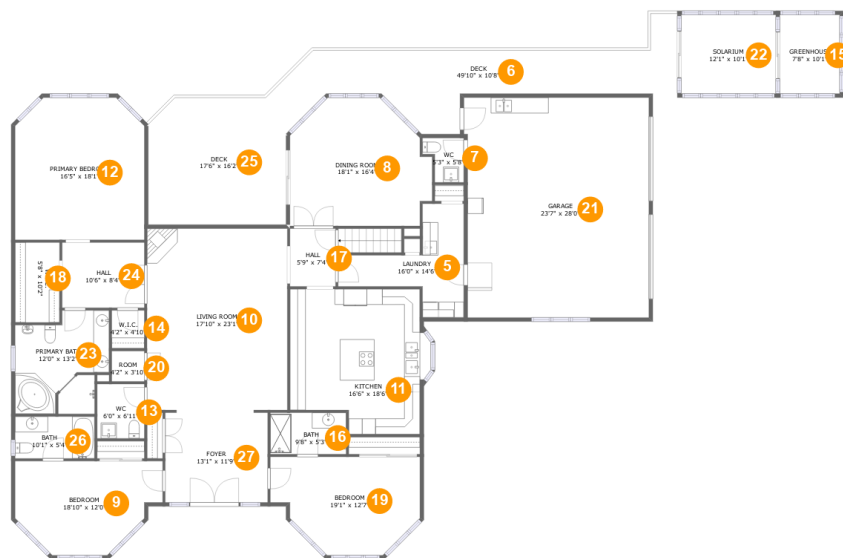 SOLARIUM
12'1" x 10'1"
22
GREENHOUS
7'8" x 10'1
15
DECK
49'10" x 10'8"
6
PRIMARY BEDR
16'5" x 18'1"
12
DECK
17'6" x 16'2"
25
DINING ROOM
18'1" x 16'4"
8
WC
5'3" x 5'8"
7
GARAGE
23'7" x 28'0"
21
5'8" x 10'2"
18
HALL
10'6" x 8'4"
24
HALL
5'9" x 7'4"
17
LAUNDRY
16'0" x 14'6"
5
W.I.C.
4'2" x 4'10"
14
LIVING ROOM
17'10" x 23'1"
10
PRIMARY BATH
12'0" x 13'2"
23
ROOM
4'2" x 3'10"
20
KITCHEN
16'6" x 18'6"
11
WC
6'0" x 6'11"
13
BATH
10'1" x 5'4"
26
FOYER
13'1" x 11'9"
27
BATH
9'8" x 5'3"
16
BEDROOM
18'10" x 12'0"
9
BEDROOM
19'1" x 12'7"
19